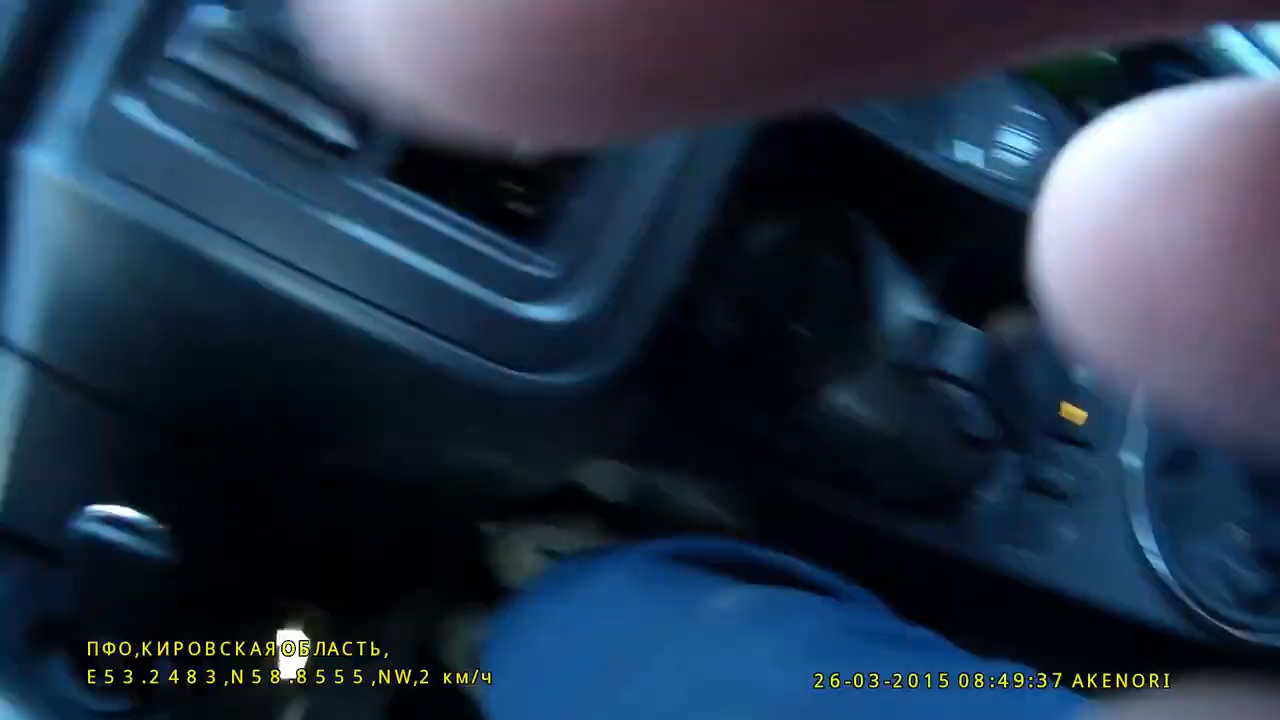 ПФО,КИРОВСКАЯ ОБЛАСТЬ,
E53.2483,N58.8555,NW,2 км/ч
26-03-2015 08:49:37 AKENORI